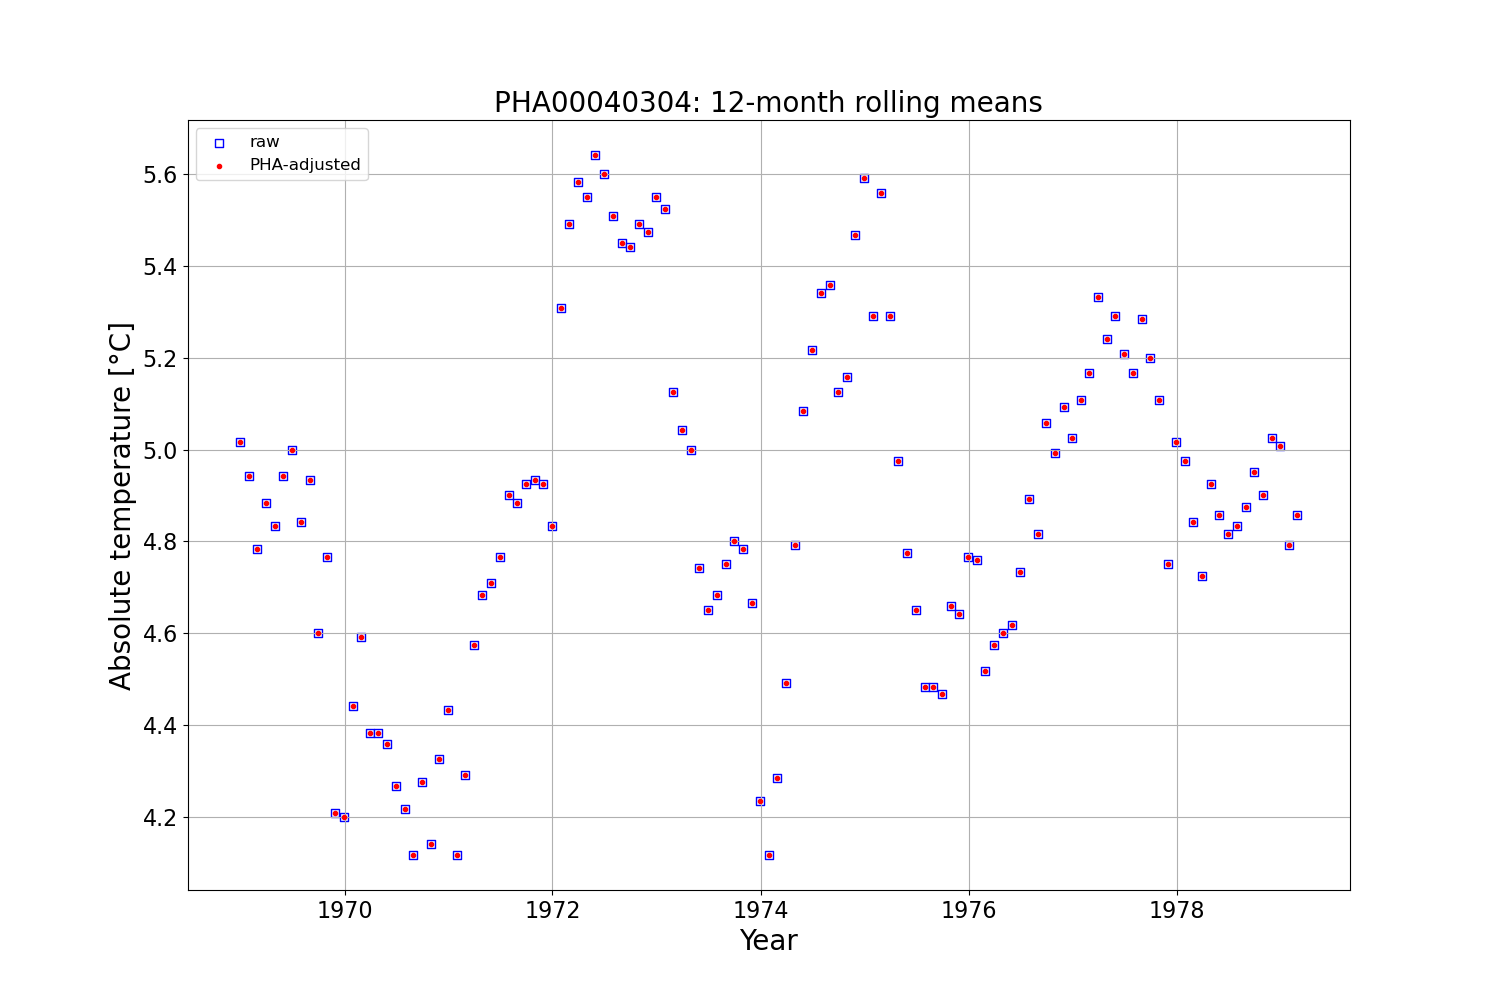 PHA00040304: 12-month rolling means
raw
PHA-adjusted
Absolute temperature [°C]
5.6
5.4
5.2
5.0
4.8
4.6
4.4
4.2
1970 1972 1974 1976 1978
Year